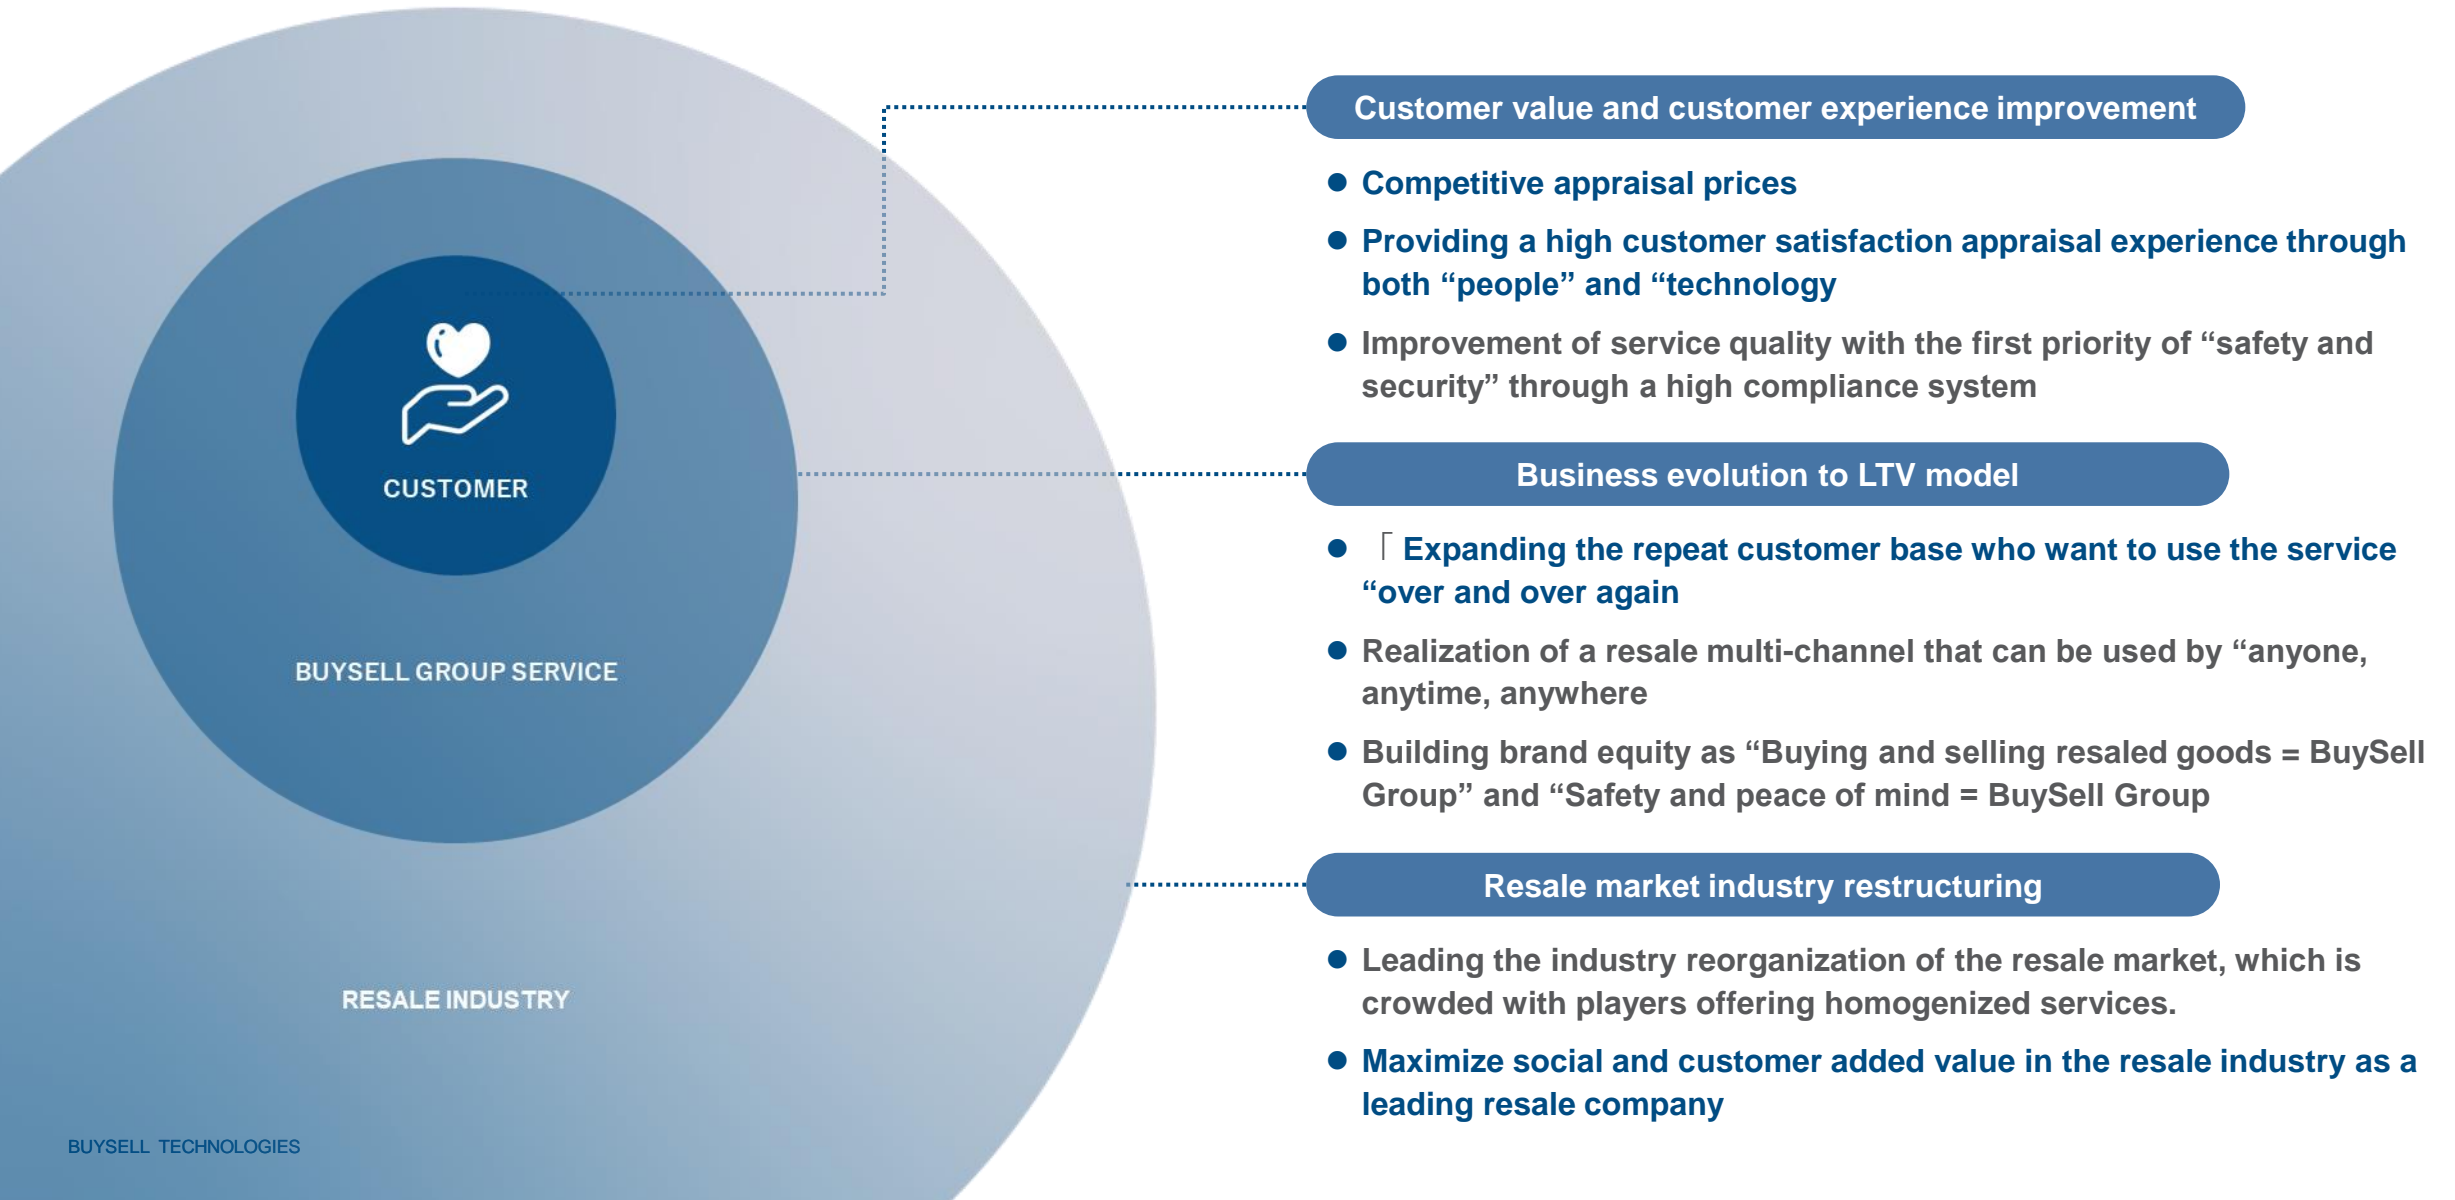 Customer value and customer experience improvement
● Competitive appraisal prices
● Providing a high customer satisfaction appraisal experience through
both “people” and “technology
● Improvement of service quality with the first priority of “safety and
security” through a high compliance system
CUSTOMER
Business evolution to LTV model
● 「 Expanding the repeat customer base who want to use the service
“over and over again
● Realization of a resale multi-channel that can be used by “anyone,
anytime, anywhere
● Building brand equity as “Buying and selling resaled goods = BuySell
Group” and “Safety and peace of mind = BuySell Group
BUYSELL GROUP SERVICE
Resale market industry restructuring
● Leading the industry reorganization of the resale market, which is
crowded with players offering homogenized services.
● Maximize social and customer added value in the resale industry as a
leading resale company
RESALE INDUSTRY
BUYSELL TECHNOLOGIES